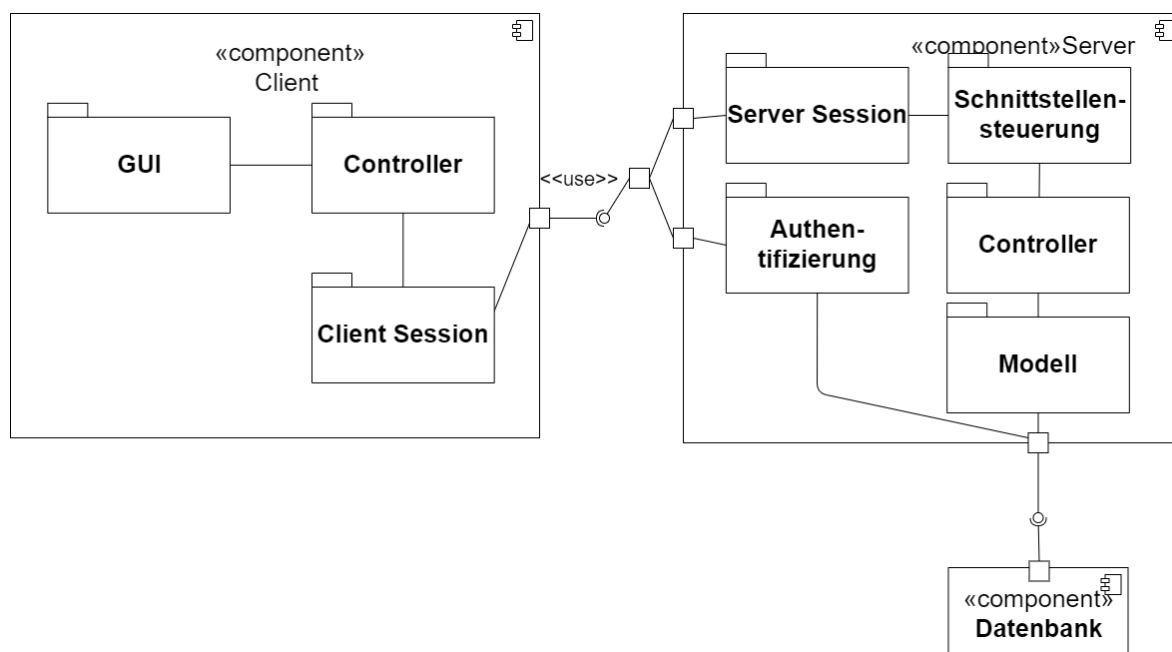 «component»
Client
GUI
Controller
Client Session
<<use>>
«component»Server
Server Session
Schnittstellen-
steuerung
Authen-
tifizierung
Controller
Modell
«component»
Datenbank